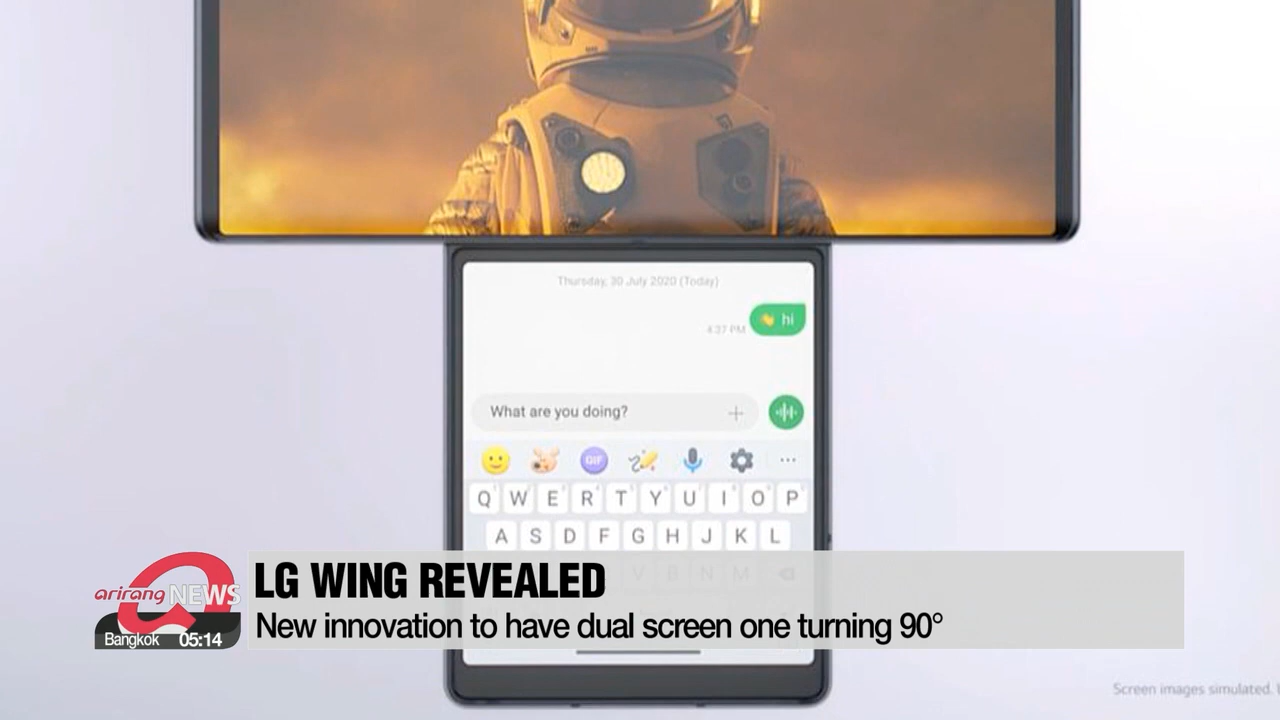 Thursday, 30 July 2020 (Today)
4:27 PM
hi
What are you doing?
GIF
Q W E R T Y U I O P
A S D F G H J K L
V B N M
LG WING REVEALED
arirang NEWS
New innovation to have dual screen one turning 90°
Bangkok 05:14
Screen images simulated.